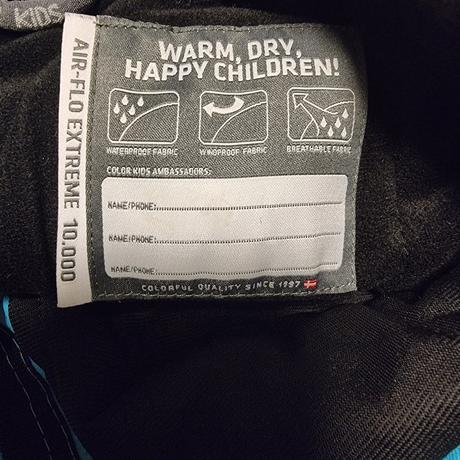 KIDS
AIR-FLO EXTREME 10.000
WARM, DRY,
HAPPY CHILDREN!
WATERPROOF FABRIC
WINDPROOF FABRIC
BREATHABLE FABRIC
COLOR KIDS AMBASSADORS:
NAME/PHONE:
NAME/PHONE:
NAME/PHONE:
COLORFUL QUALITY SINCE 1997